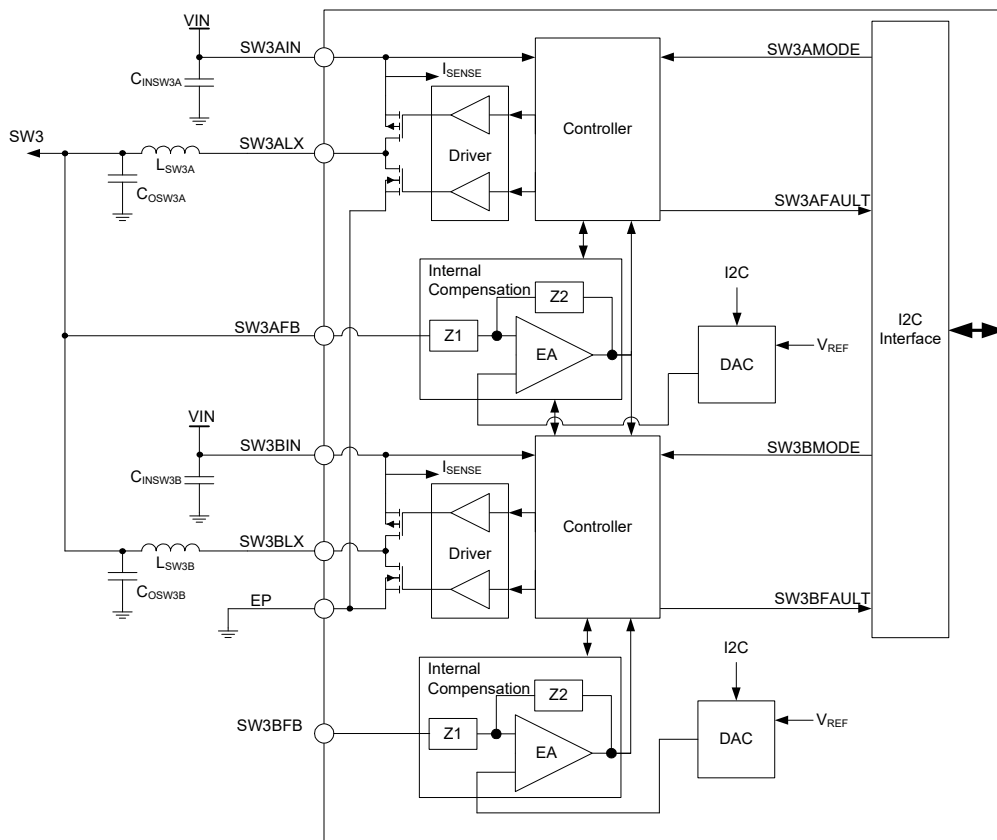 VIN
SW3AIN
CINSW3A
ISENSE
SW3AMODE
Controller
SW3
SW3ALX
Driver
LSW3A
COSW3A
SW3AFAULT
Internal
Compensation
Z2
I2C
SW3AFB
Z1
EA
DAC
VREF
I2C
Interface
VIN
SW3BIN
CINSW3B
ISENSE
SW3BMODE
Controller
SW3BLX
Driver
LSW3B
COSW3B
EP
SW3BFAULT
Internal
Compensation
Z2
I2C
SW3BFB
Z1
EA
DAC
VREF